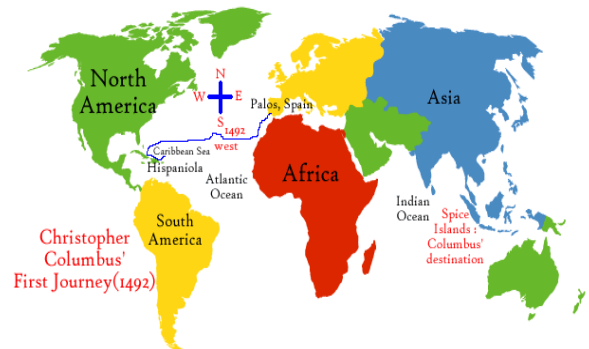 North
America
N
W E
S
1492
west
Palos, Spain
Asia
Caribbean Sea
Hispaniola
Atlantic
Ocean
Africa
Indian
Ocean
Spice
Islands :
Columbus'
destination
South
America
Christopher
Columbus'
First Journey(1492)